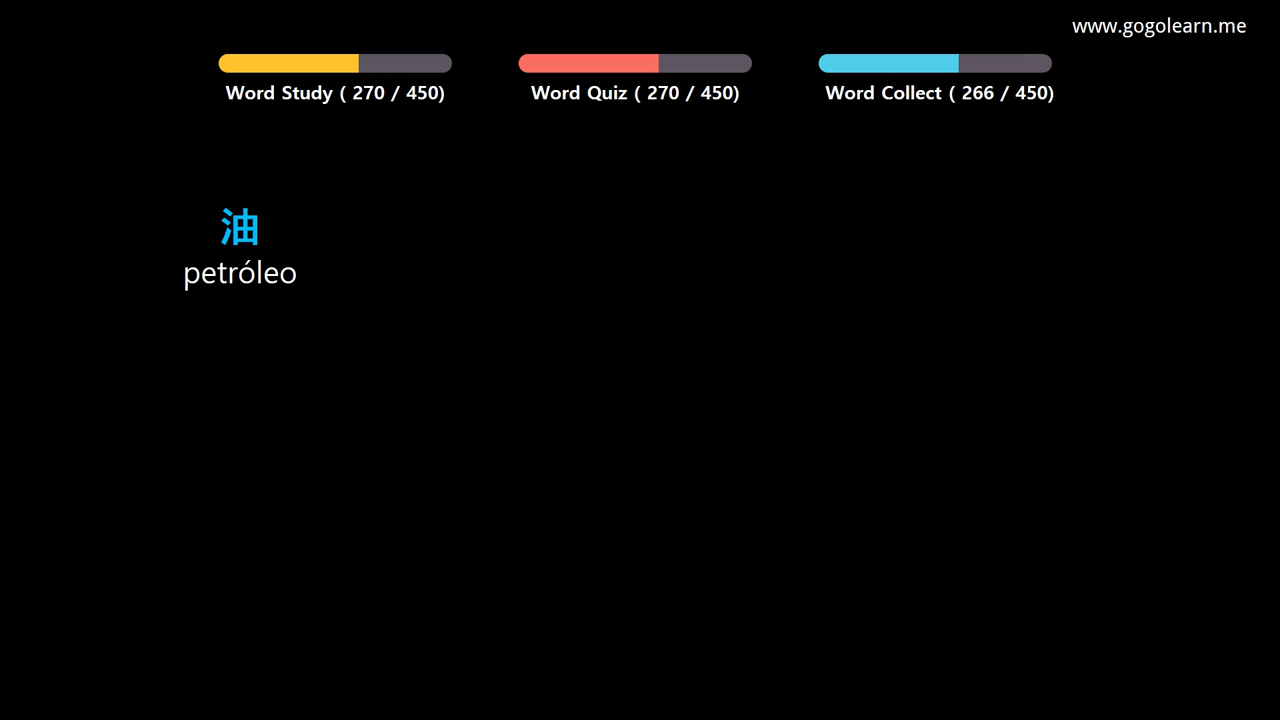 www.gogolearn.me
Word Study ( 270 / 450)
Word Quiz ( 270 / 450)
Word Collect ( 266 / 450)
油
petróleo